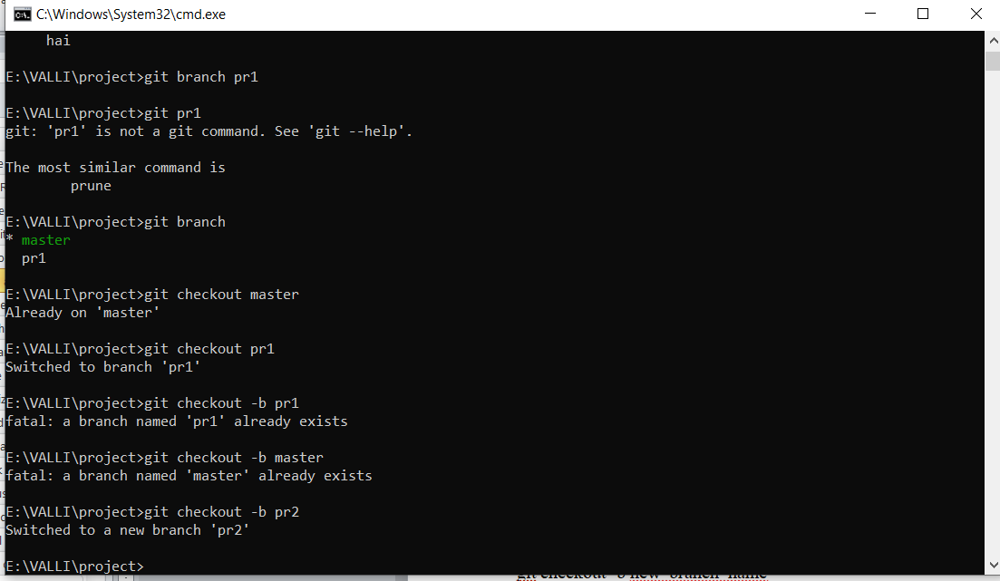 C:\Windows\System32\cmd.exe
hai
E:\VALLI\project>git branch pr1
E:\VALLI\project>git pr1
git: 'pr1' is not a git command. See 'git --help'.
The most similar command is
prune
E:\VALLI\project>git branch
* master
pr1
E:\VALLI\project>git checkout master
Already on 'master'
E:\VALLI\project>git checkout pr1
Switched to branch 'pr1'
E:\VALLI\project>git checkout -b pr1
fatal: a branch named 'pr1' already exists
E:\VALLI\project>git checkout -b master
fatal: a branch named 'master' already exists
E:\VALLI\project>git checkout -b pr2
Switched to a new branch 'pr2'
E:\VALLI\project>